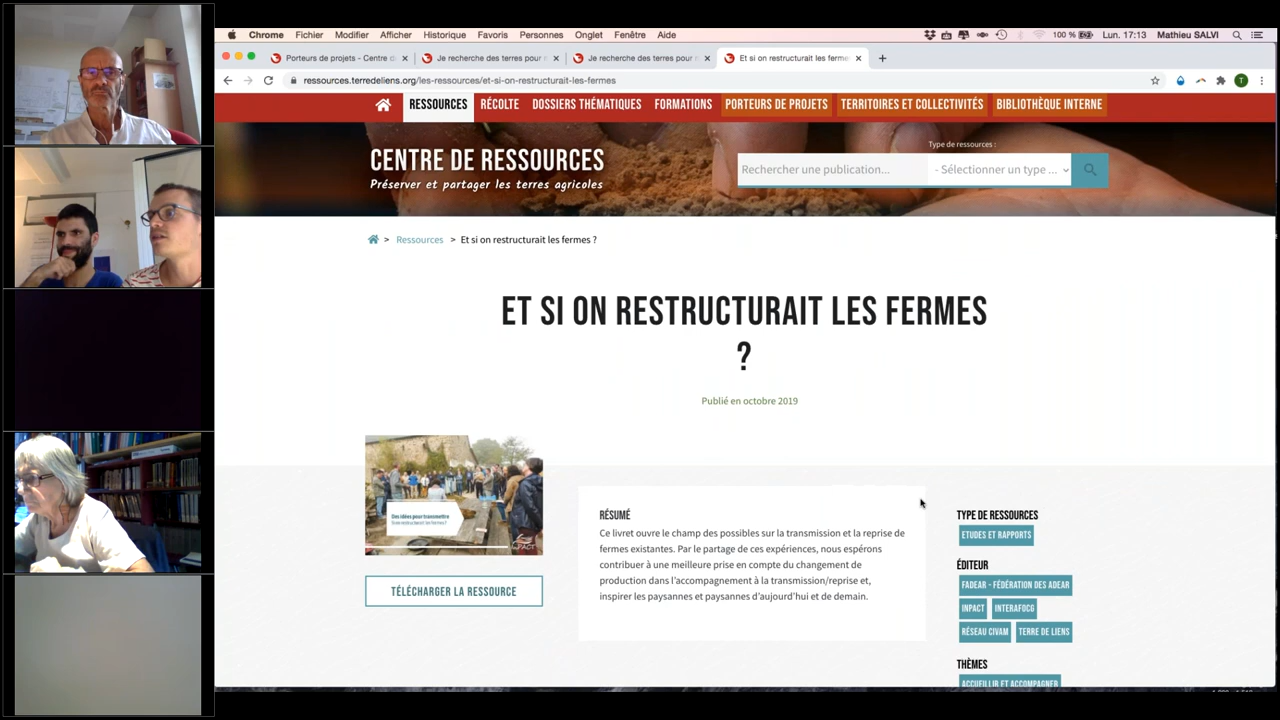 Chrome Fichier Modifier Afficher Historique Favoris Personnes Onglet Fenêtre Aide 100 % Lun. 17:13 Mathieu SALVI
Porteurs de projets - Centre d
Je recherche des terres pour
Je recherche des terres pour
Et si on restructurait les ferme
ressources.terredeliens.org/les-ressources/et-si-on-restructurait-les-fermes
T
RESSOURCES RÉCOLTE DOSSIERS THÉMATIQUES FORMATIONS PORTEURS DE PROJETS TERRITOIRES ET COLLECTIVITÉS BIBLIOTHÈQUE INTERNE
CENTRE DE RESSOURCES
Préserver et partager les terres agricoles
Type de ressources :
Rechercher une publication...
- Sélectionner un type ...
> Ressources > Et si on restructurait les fermes ?
ET SI ON RESTRUCTURAIT LES FERMES
?
Publié en octobre 2019
Des idées pour transmettre
TÉLÉCHARGER LA RESSOURCE
RÉSUMÉ
Ce livret ouvre le champ des possibles sur la transmission et la reprise de
fermes existantes. Par le partage de ces expériences, nous espérons
contribuer à une meilleure prise en compte du changement de
production dans l'accompagnement à la transmission/reprise et,
inspirer les paysannes et paysannes d'aujourd'hui et de demain.
TYPE DE RESSOURCES
ETUDES ET RAPPORTS
ÉDITEUR
FADEAR - FÉDÉRATION DES ADEAR
INPACT INTERAFOCG
RÉSEAU CIVAM TERRE DE LIENS
THÈMES
ACCUEILLIR ET ACCOMPAGNER